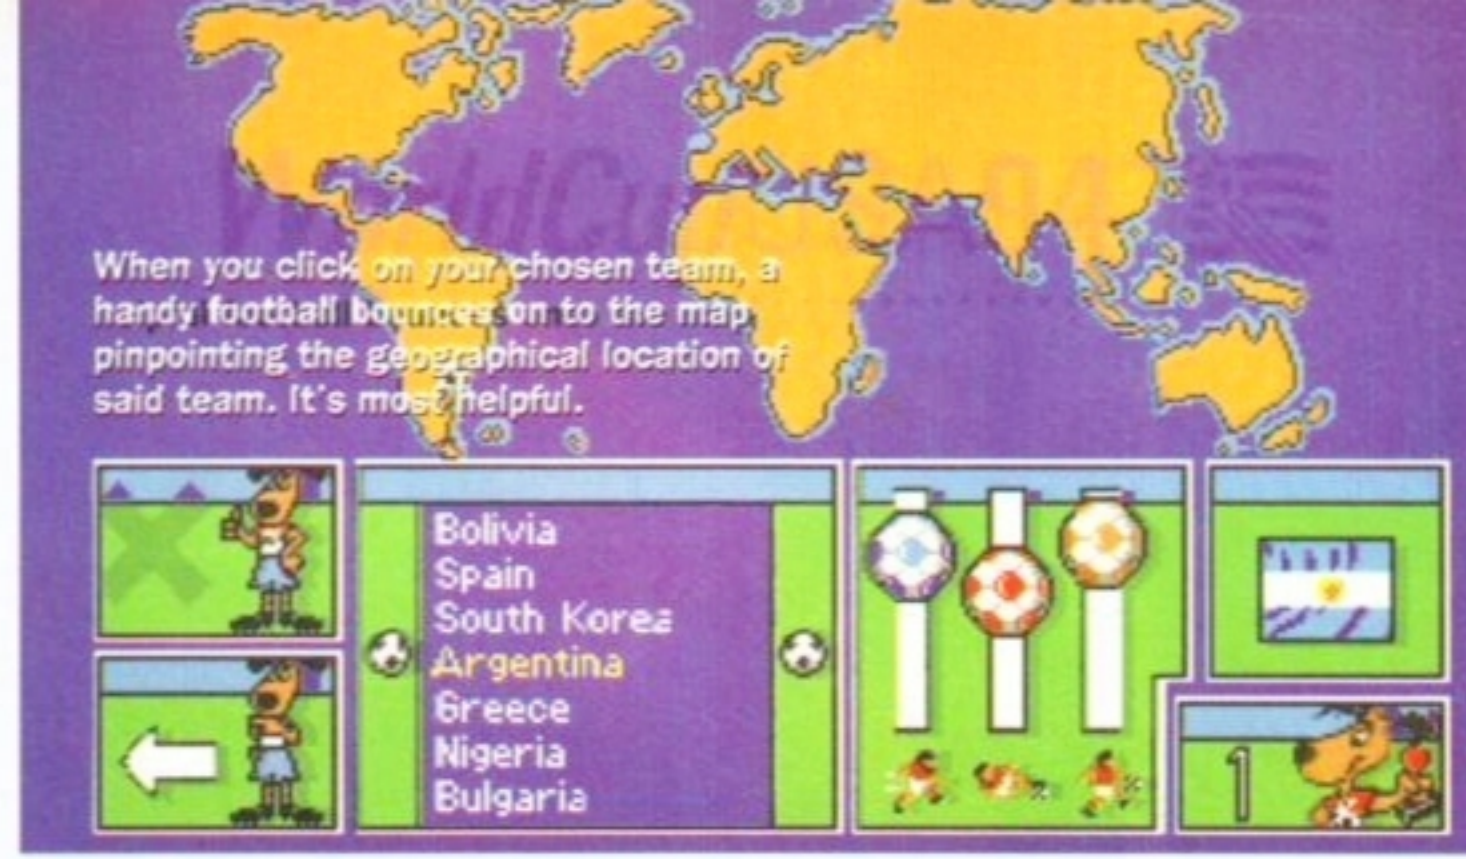 When you click on your chosen team, a
handy football bounces on to the map
pinpointing the geographical location of
said team. It's most helpful.
Bolivia
Spain
South Korea
Argentina
Greece
Nigeria
Bulgaria
1